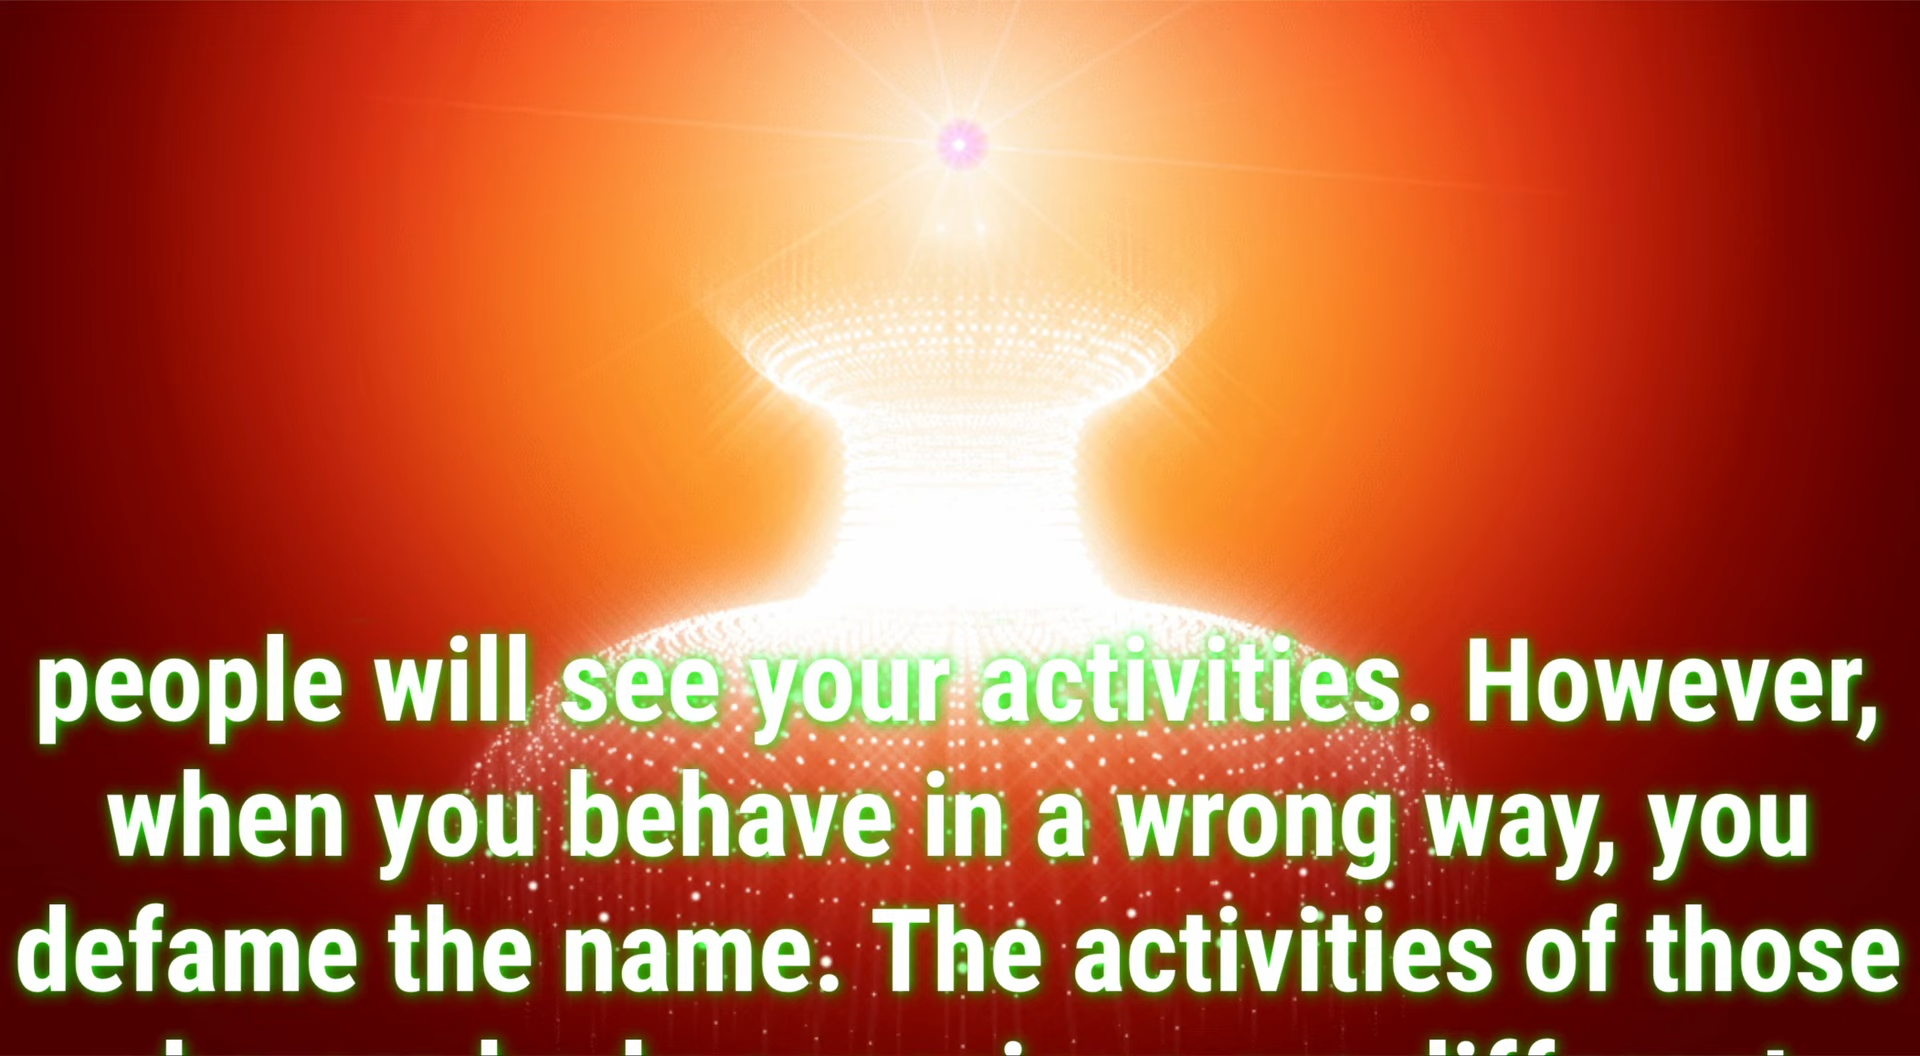 people will see your activities. However,
when you behave in a wrong way, you
defame the name. The activities of those